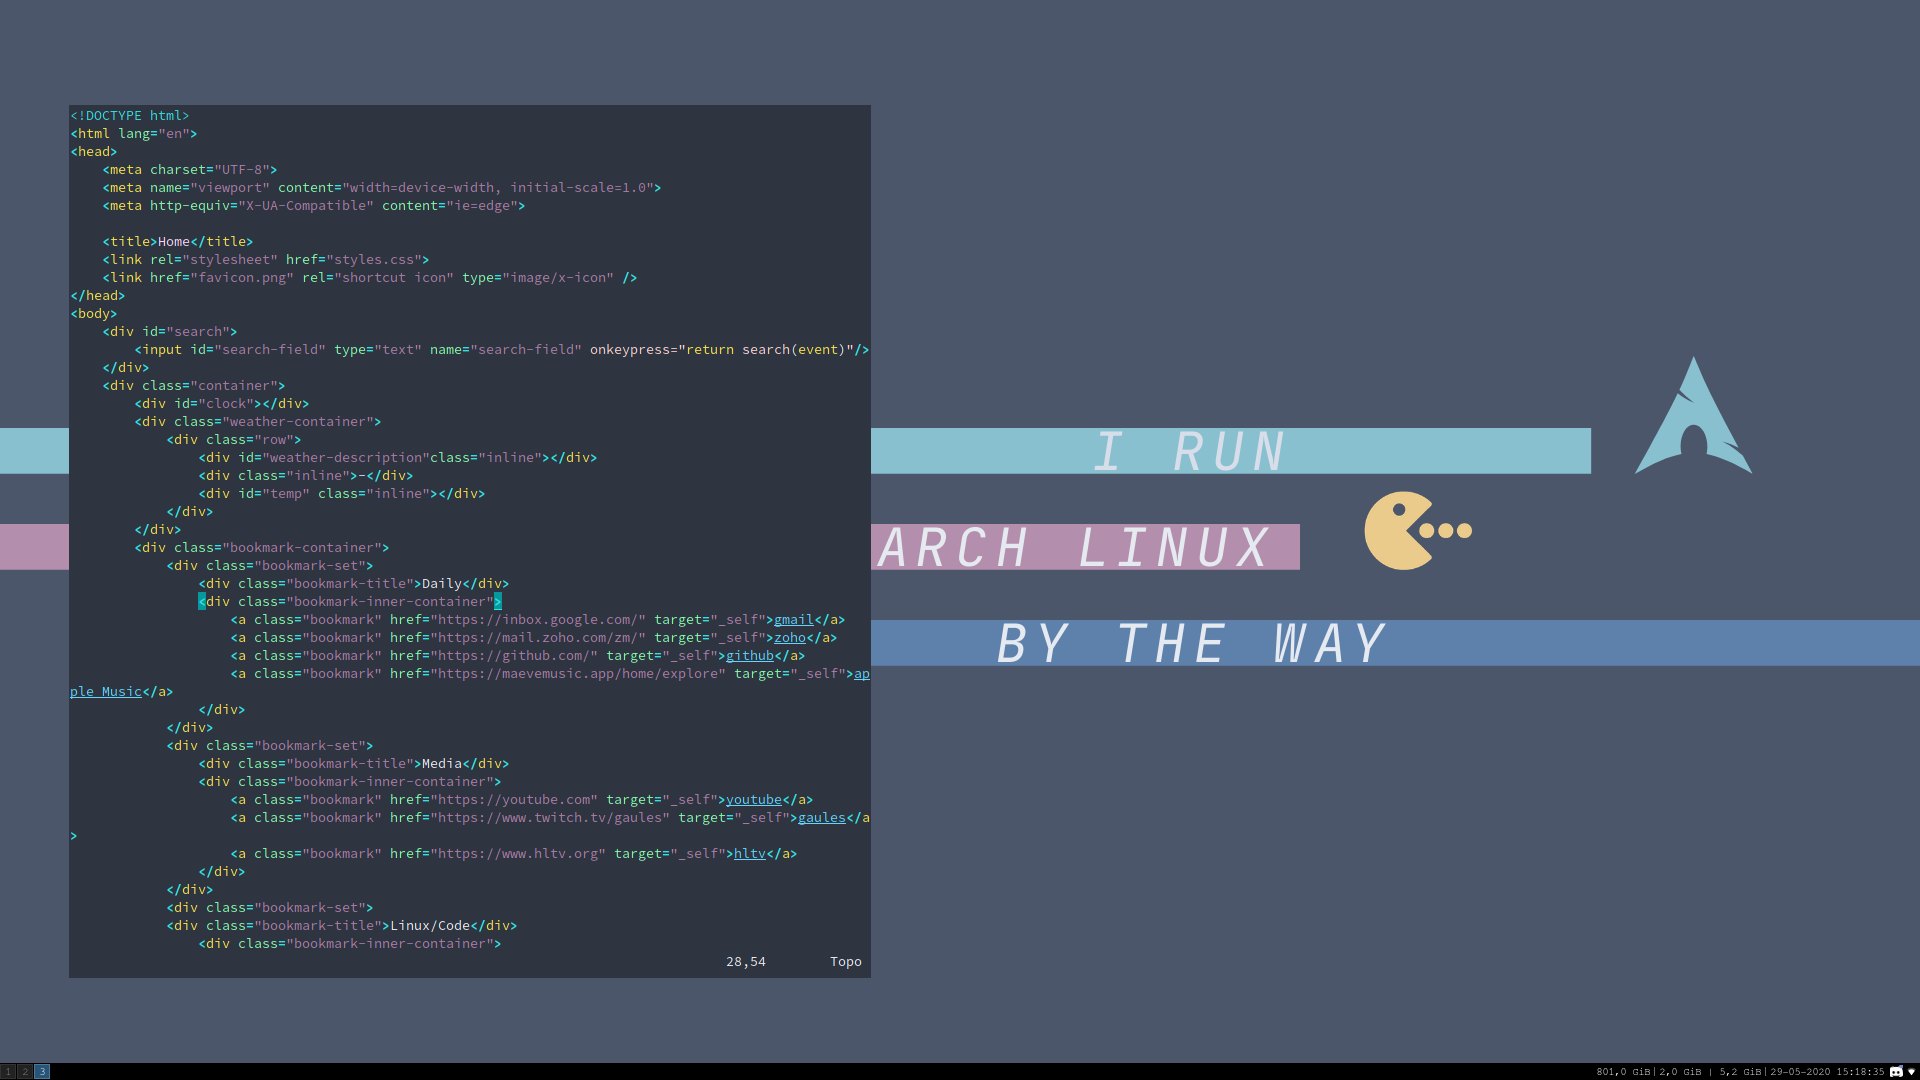 <!DOCTYPE html>
<html lang="en">
<head>
    <meta charset="UTF-8">
    <meta name="viewport" content="width=device-width, initial-scale=1.0">
    <meta http-equiv="X-UA-Compatible" content="ie=edge">

    <title>Home</title>
    <link rel="stylesheet" href="styles.css">
    <link href="favicon.png" rel="shortcut icon" type="image/x-icon" />
</head>
<body>
    <div id="search">
        <input id="search-field" type="text" name="search-field" onkeypress="return search(event)"/>
    </div>
    <div class="container">
        <div id="clock"></div>
        <div class="weather-container">
            <div class="row">
                <div id="weather-description"class="inline"></div>
                <div class="inline">-</div>
                <div id="temp" class="inline"></div>
            </div>
        </div>
        <div class="bookmark-container">
            <div class="bookmark-set">
                <div class="bookmark-title">Daily</div>
                <div class="bookmark-inner-container">
                    <a class="bookmark" href="https://inbox.google.com/" target="_self">gmail</a>
                    <a class="bookmark" href="https://mail.zoho.com/zm/" target="_self">zoho</a>
                    <a class="bookmark" href="https://github.com/" target="_self">github</a>
                    <a class="bookmark" href="https://maevemusic.app/home/explore" target="_self">ap
ple Music</a>
                </div>
            </div>
            <div class="bookmark-set">
                <div class="bookmark-title">Media</div>
                <div class="bookmark-inner-container">
                    <a class="bookmark" href="https://youtube.com" target="_self">youtube</a>
                    <a class="bookmark" href="https://www.twitch.tv/gaules" target="_self">gaules</a
>
                    <a class="bookmark" href="https://www.hltv.org" target="_self">hltv</a>
                </div>
            </div>
            <div class="bookmark-set">
            <div class="bookmark-title">Linux/Code</div>
                <div class="bookmark-inner-container">
28,54 Topo
I RUN
ARCH LINUX
BY THE WAY
1 2 3
801,0 GiB|2,0 GiB | 5,2 GiB|29-05-2020 15:18:35